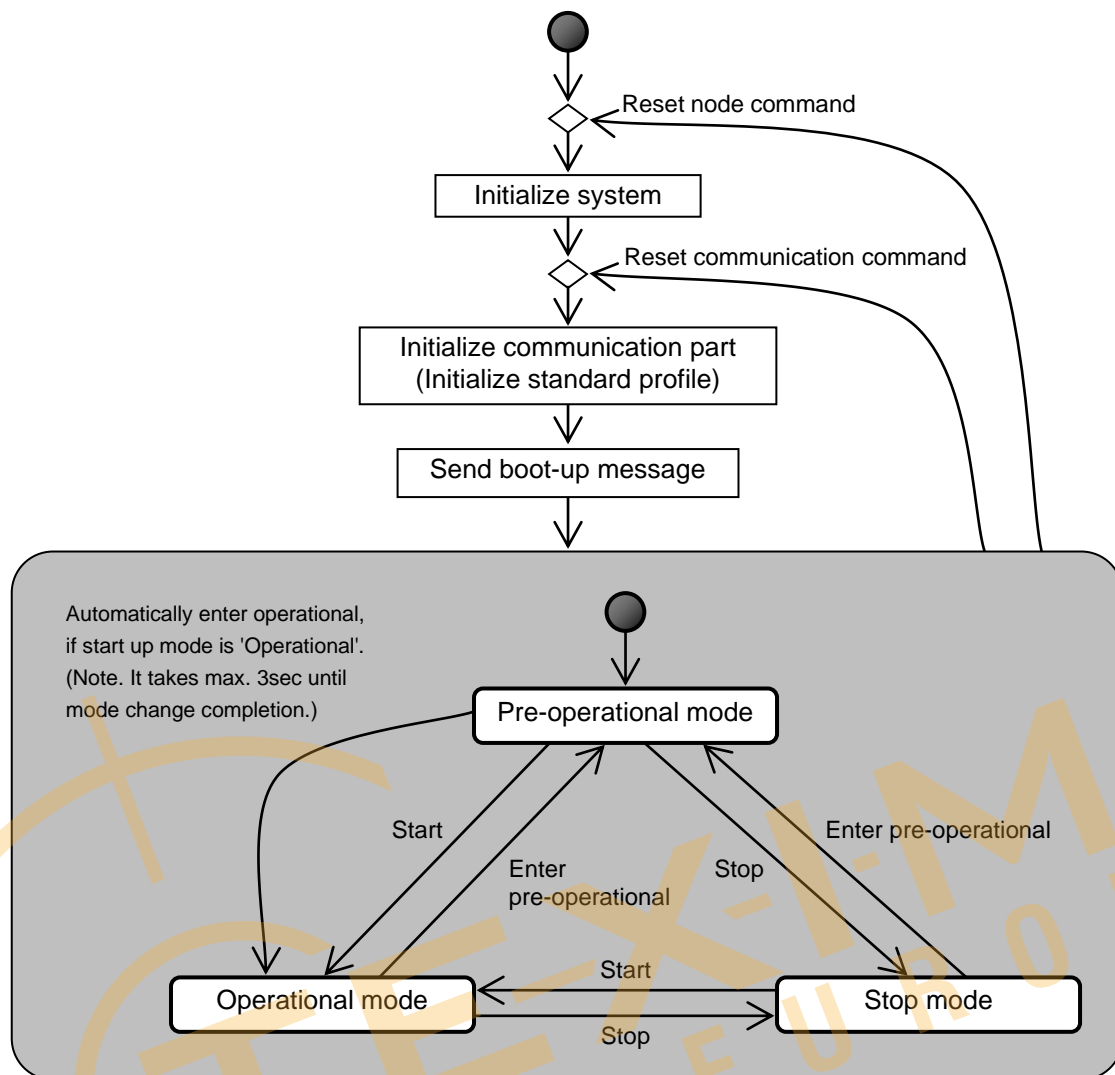 Reset node command
Initialize system
Reset communication command
Initialize communication part
(Initialize standard profile)
Send boot-up message
Automatically enter operational,
if start up mode is 'Operational'.
(Note. It takes max. 3sec until
mode change completion.)
Pre-operational mode
Start
Enter
pre-operational
Stop
Enter pre-operational
Operational mode
Start
Stop
Stop mode
TEX-I-M
EURO